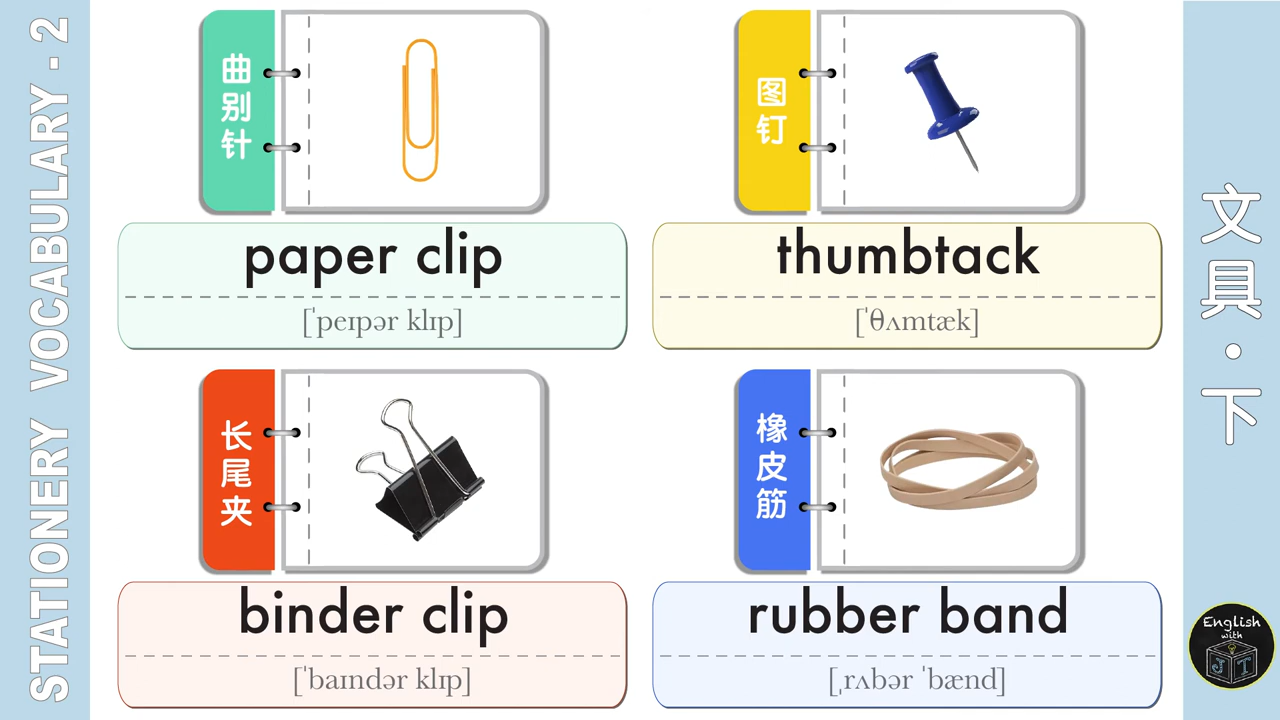 STATIONERY VOCABULARY - 2
曲别针
paper clip
[ˈpeɪpər klɪp]
图钉
thumbtack
[ˈθʌmtæk]
长尾夹
binder clip
[ˈbaɪndər klɪp]
橡皮筋
rubber band
[ˌrʌbər ˈbænd]
文具·下
English
with
J T